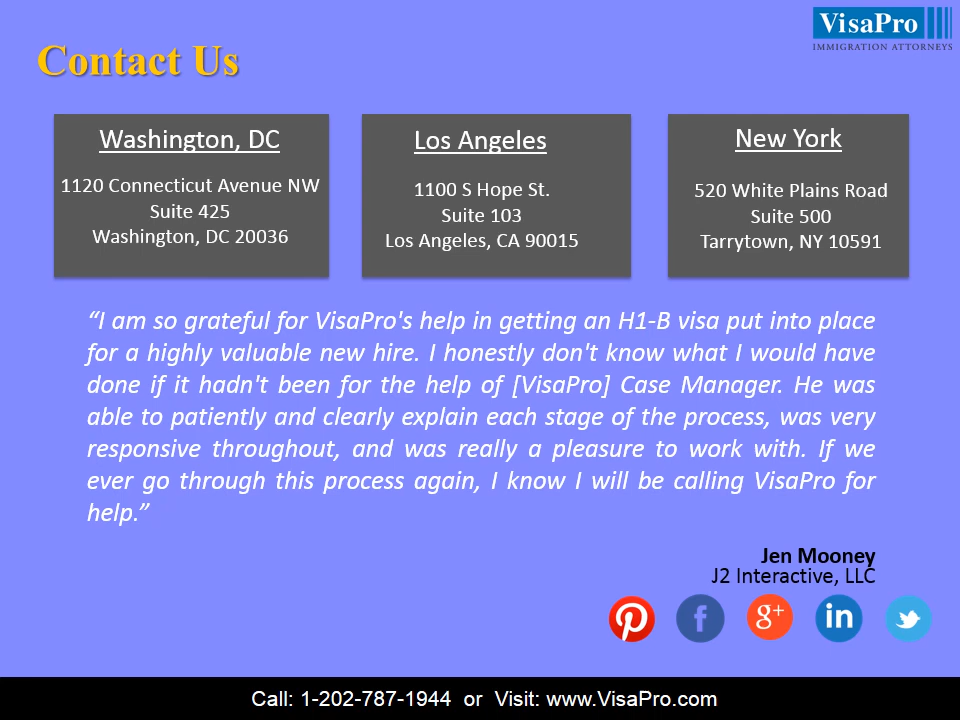 VisaPro
IMMIGRATION ATTORNEYS
Contact Us
Washington, DC
1120 Connecticut Avenue NW
Suite 425
Washington, DC 20036
Los Angeles
1100 S Hope St.
Suite 103
Los Angeles, CA 90015
New York
520 White Plains Road
Suite 500
Tarrytown, NY 10591
“I am so grateful for VisaPro's help in getting an H1-B visa put into place
for a highly valuable new hire. I honestly don't know what I would have
done if it hadn't been for the help of [VisaPro] Case Manager. He was
able to patiently and clearly explain each stage of the process, was very
responsive throughout, and was really a pleasure to work with. If we
ever go through this process again, I know I will be calling VisaPro for
help.”
Jen Mooney
J2 Interactive, LLC
f g+ in
Call: 1-202-787-1944 or Visit: www.VisaPro.com